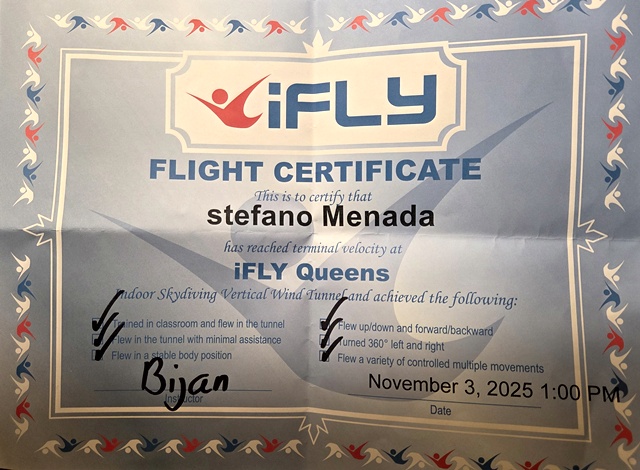 iFLY
FLIGHT CERTIFICATE
This is to certify that
stefano Menada
has reached terminal velocity at
iFLY Queens
Indoor Skydiving Vertical Wind Tunnel and achieved the following:
Trained in classroom and flew in the tunnel
Flew in the tunnel with minimal assistance
Flew in a stable body position
Flew up/down and forward/backward
Turned 360° left and right
Flew a variety of controlled multiple movements
Bijan
Instructor
November 3, 2025 1:00 PM
Date